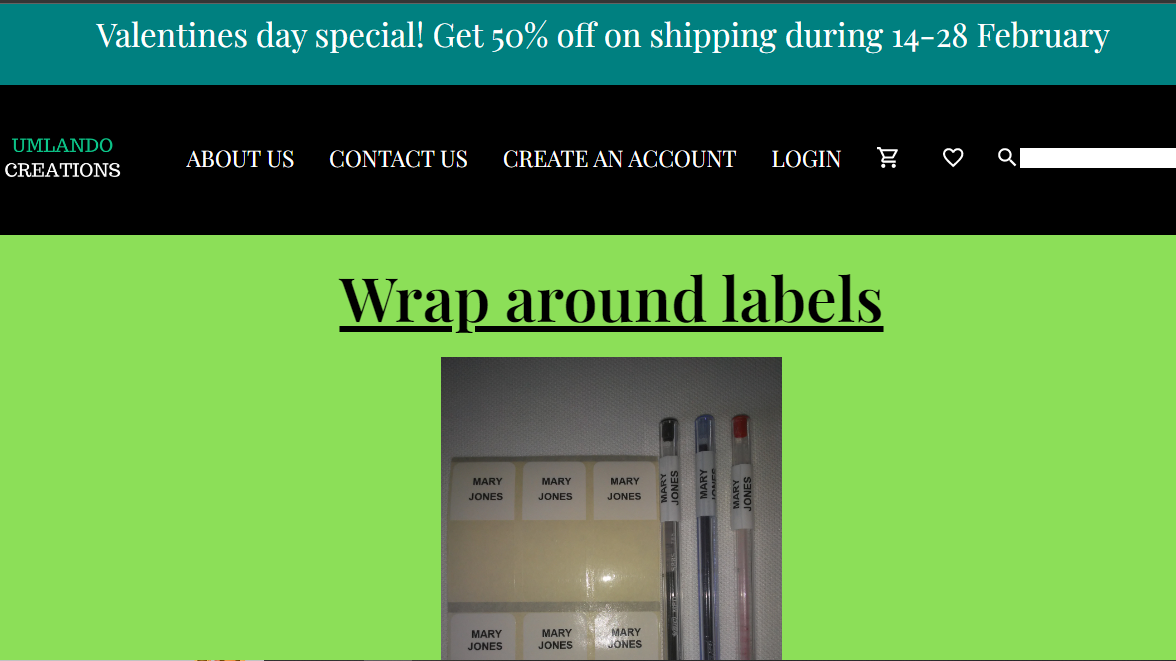 Valentines day special! Get 50% off on shipping during 14-28 February
UMLANDO
CREATIONS
ABOUT US
CONTACT US
CREATE AN ACCOUNT
LOGIN
Wrap around labels
MARY
JONES
MARY
JONES
MARY
JONES
MARY
JONES
MARY
JONES
MARY
JONES
MARY
JONES
MARY
JONES
MARY
JONES